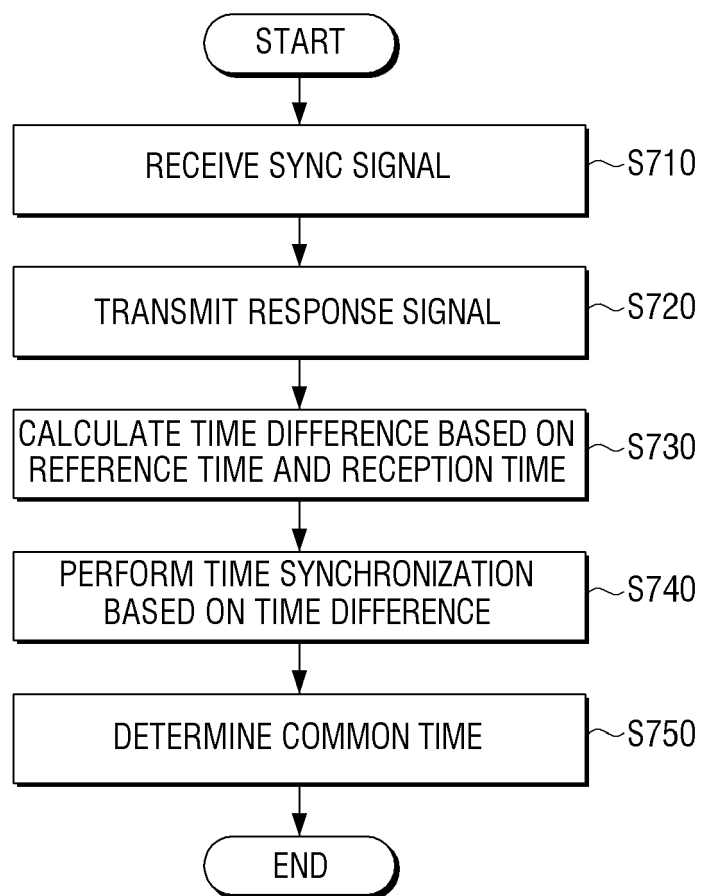 START
RECEIVE SYNC SIGNAL
S710
TRANSMIT RESPONSE SIGNAL
S720
CALCULATE TIME DIFFERENCE BASED ON
REFERENCE TIME AND RECEPTION TIME
S730
PERFORM TIME SYNCHRONIZATION
BASED ON TIME DIFFERENCE
S740
DETERMINE COMMON TIME
S750
END